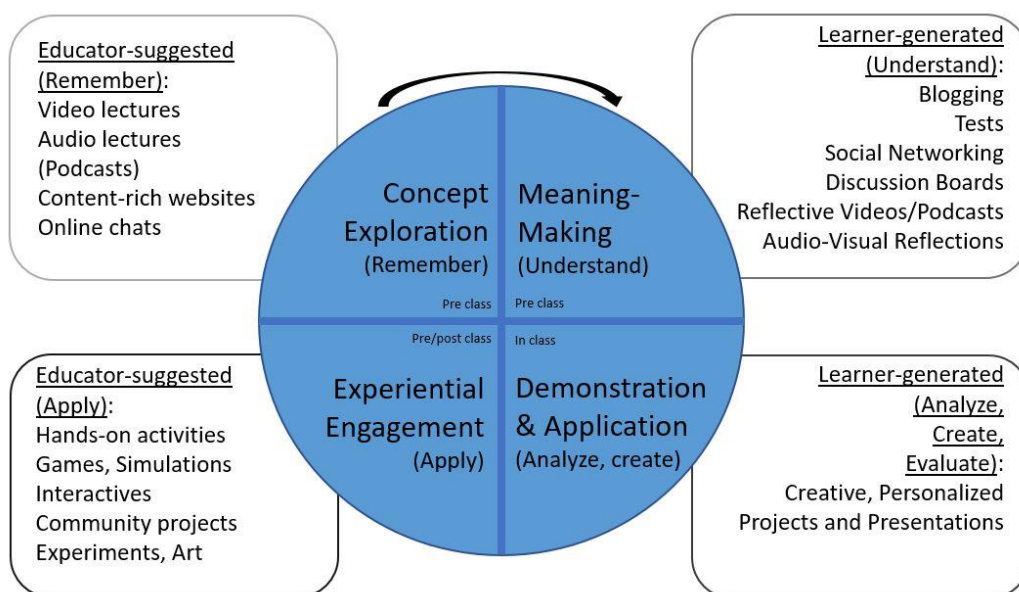 Educator-suggested
(Remember):
Video lectures
Audio lectures
(Podcasts)
Content-rich websites
Online chats
Learner-generated
(Understand):
Blogging
Tests
Social Networking
Discussion Boards
Reflective Videos/Podcasts
Audio-Visual Reflections
Concept
Exploration
(Remember)
Pre class
Meaning-
Making
(Understand)
Pre class
Pre/post class
Experiential
Engagement
(Apply)
In class
Demonstration
& Application
(Analyze, create)
Educator-suggested
(Apply):
Hands-on activities
Games, Simulations
Interactives
Community projects
Experiments, Art
Learner-generated
(Analyze,
Create,
Evaluate):
Creative, Personalized
Projects and Presentations